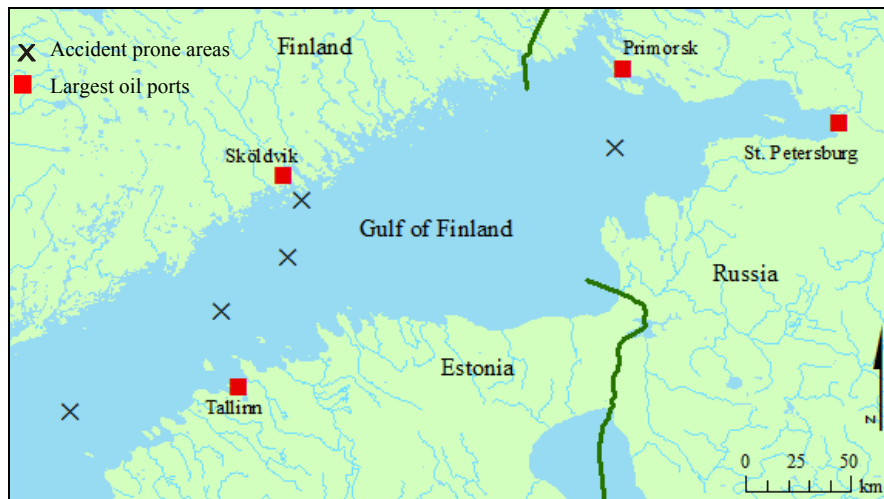 Accident prone areas
Largest oil ports
Finland
Primorsk
St. Petersburg
Sköldvik
Gulf of Finland
Russia
Estonia
Tallinn
N
0 25 50
km